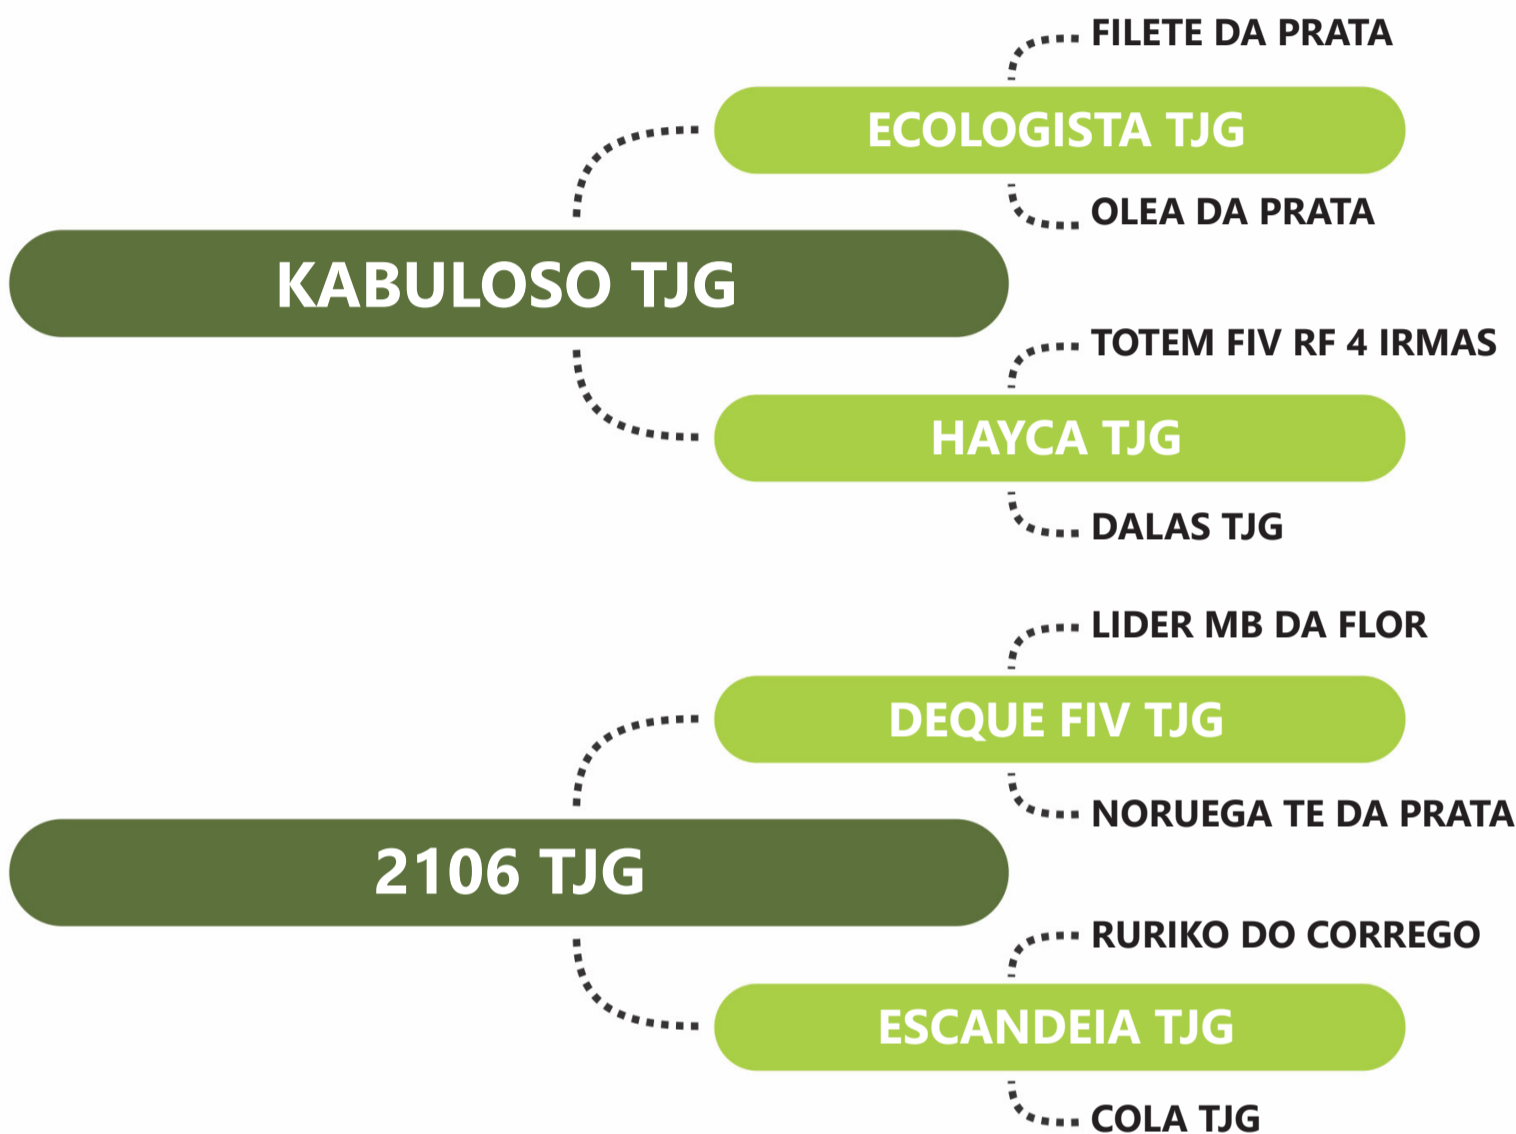 FILETE DA PRATA
ECOLOGISTA TJG
OLEA DA PRATA
KABULOSO TJG
TOTEM FIV RF 4 IRMAS
HAYCA TJG
DALAS TJG
LIDER MB DA FLOR
DEQUE FIV TJG
NORUEGA TE DA PRATA
2106 TJG
RURIKO DO CORREGO
ESCANDEIA TJG
COLA TJG